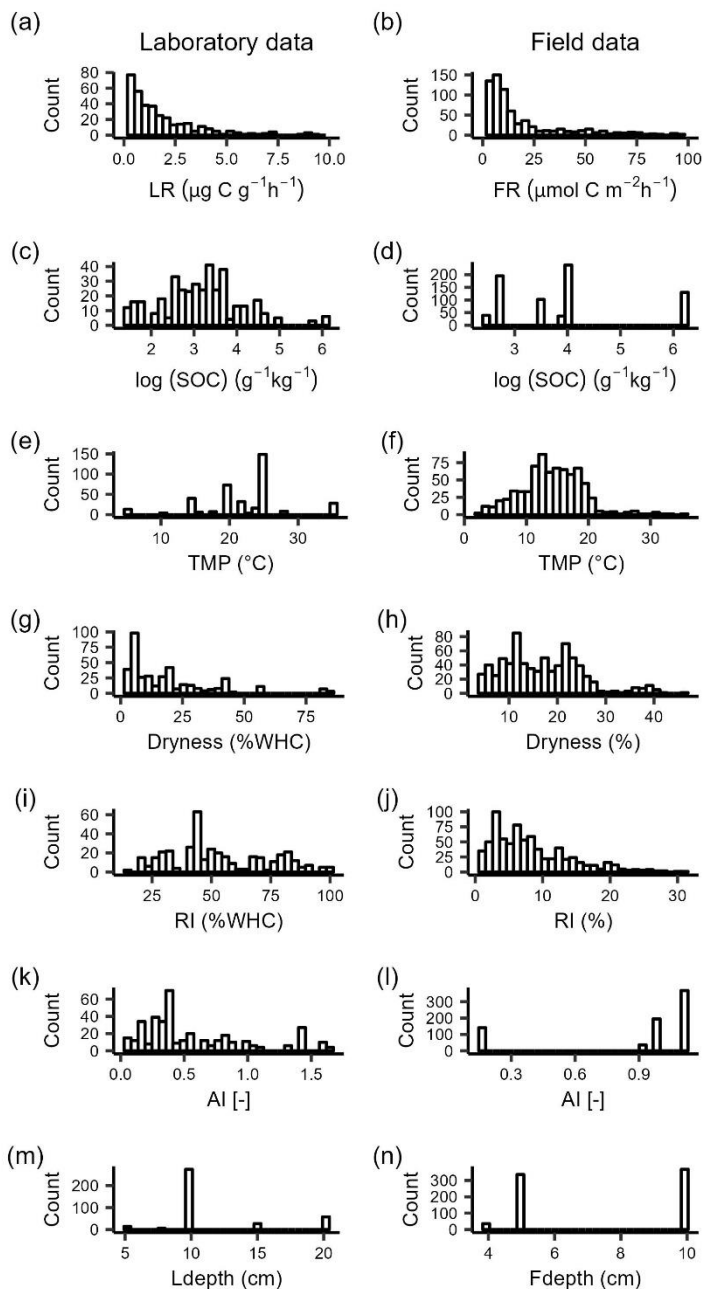 (a) (b)
Laboratory data Field data
80
60
40
20
0
Count
0.0 2.5 5.0 7.5 10.0
LR (µg C g⁻¹h⁻¹)
150
100
50
0
Count
0 25 50 75 100
FR (µmol C m⁻²h⁻¹)
(c) (d)
40
30
20
10
0
Count
2 3 4 5 6
log (SOC) (g⁻¹kg⁻¹)
200
150
100
50
0
Count
3 4 5 6
log (SOC) (g⁻¹kg⁻¹)
(e) (f)
150
100
50
0
Count
10 20 30
TMP (°C)
75
50
25
0
Count
0 10 20 30
TMP (°C)
(g) (h)
100
75
50
25
0
Count
0 25 50 75
Dryness (%WHC)
80
60
40
20
0
Count
10 20 30 40
Dryness (%)
(i) (j)
60
40
20
0
Count
25 50 75 100
RI (%WHC)
100
75
50
25
0
Count
0 10 20 30
RI (%)
(k) (l)
60
40
20
0
Count
0.0 0.5 1.0 1.5
AI [-]
300
200
100
0
Count
0.3 0.6 0.9
AI [-]
(m) (n)
200
100
0
Count
5 10 15 20
Ldepth (cm)
300
200
100
0
Count
4 6 8 10
Fdepth (cm)